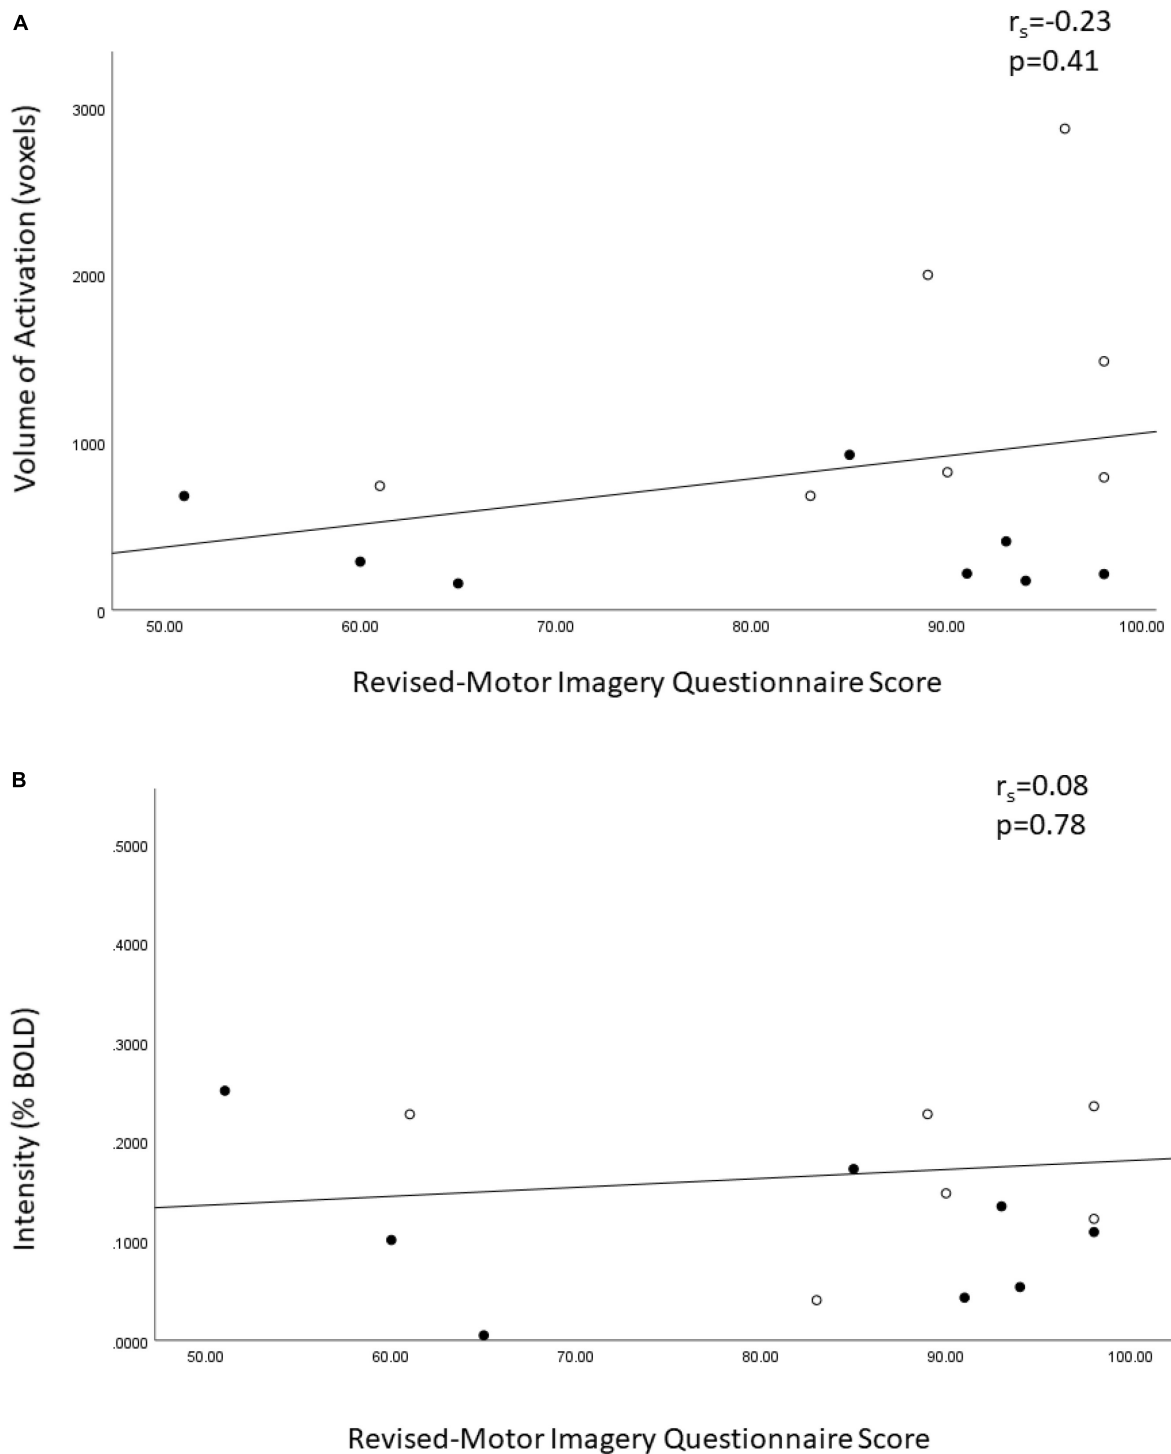 A
rs=-0.23
p=0.41
Volume of Activation (voxels)
3000
2000
1000
0
50.00 60.00 70.00 80.00 90.00 100.00
Revised-Motor Imagery Questionnaire Score
B
rs=0.08
p=0.78
Intensity (% BOLD)
.5000
.4000
.3000
.2000
.1000
.0000
50.00 60.00 70.00 80.00 90.00 100.00
Revised-Motor Imagery Questionnaire Score